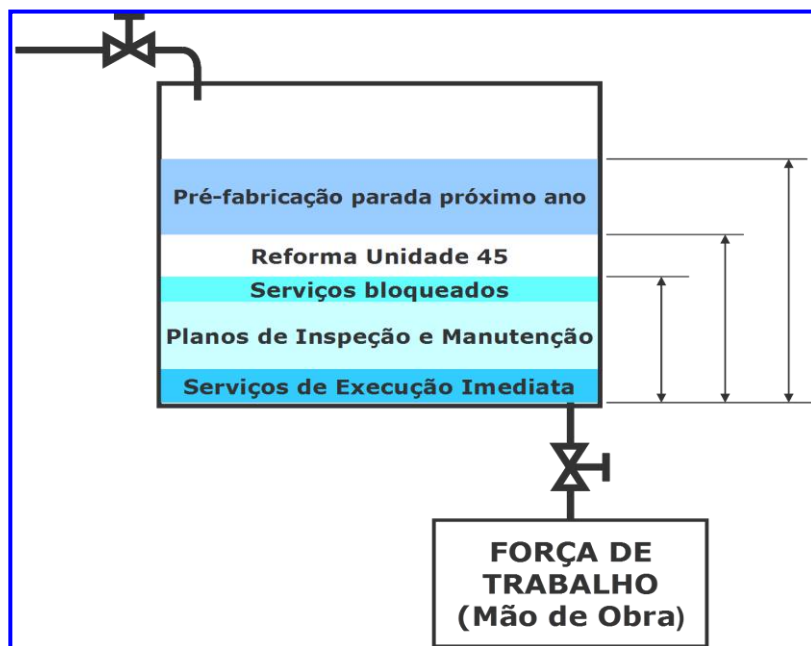 Pré-fabricação parada próximo ano
Reforma Unidade 45
Serviços bloqueados
Planos de Inspeção e Manutenção
Serviços de Execução Imediata
FORÇA DE
TRABALHO
(Mão de Obra)